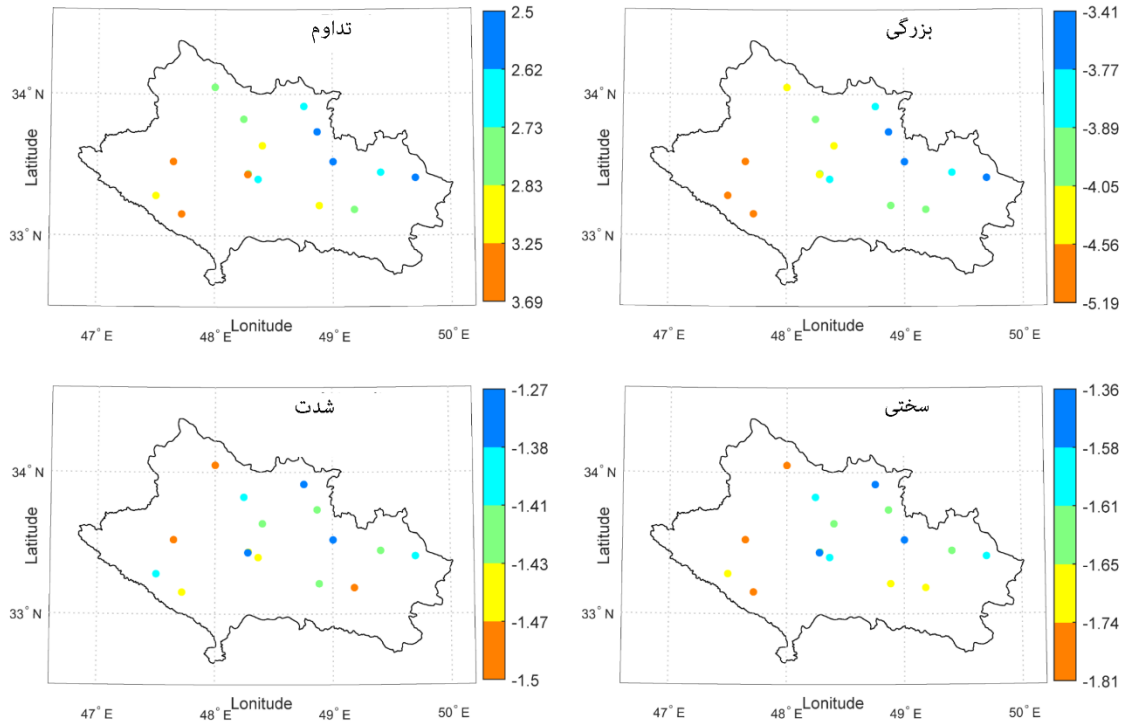 تداوم
34° N
33° N
Latitude
47° E
48° E
49° E
50° E
Lonitude
2.5
2.62
2.73
2.83
3.25
3.69
بزرگی
34° N
33° N
Latitude
47° E
48° E
49° E
50° E
Lonitude
-3.41
-3.77
-3.89
-4.05
-4.56
-5.19
شدت
34° N
33° N
Latitude
47° E
48° E
49° E
50° E
Lonitude
-1.27
-1.38
-1.41
-1.43
-1.47
-1.5
سختی
34° N
33° N
Latitude
47° E
48° E
49° E
50° E
Lonitude
-1.36
-1.58
-1.61
-1.65
-1.74
-1.81